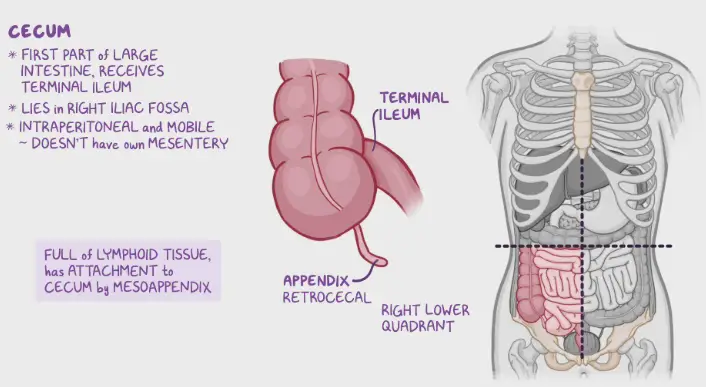 CECUM
* FIRST PART of LARGE
INTESTINE, RECEIVES
TERMINAL ILEUM
* LIES in RIGHT ILIAC FOSSA
* INTRAPERITONEAL and MOBILE
~ DOESN'T have own MESENTERY
TERMINAL
ILEUM
FULL of LYMPHOID TISSUE,
has ATTACHMENT to
CECUM by MESOAPPENDIX
APPENDIX
RETROCECAL
RIGHT LOWER
QUADRANT